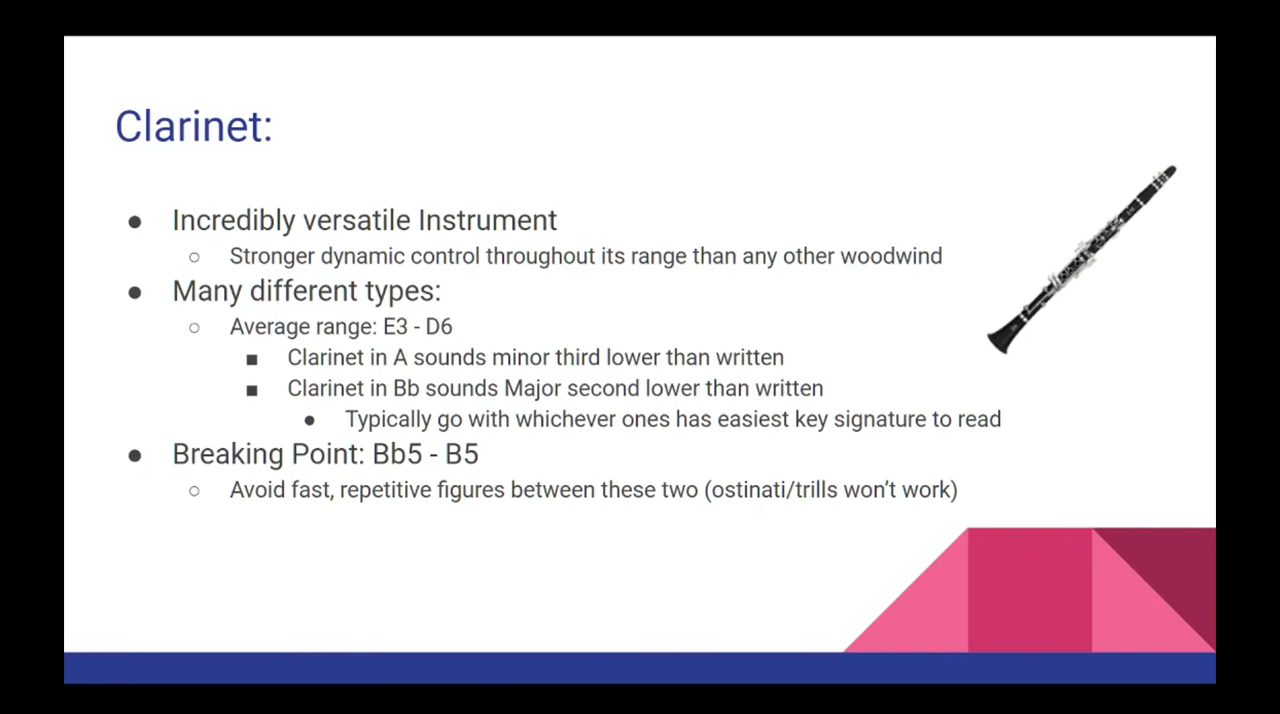 Clarinet:
● Incredibly versatile Instrument
○ Stronger dynamic control throughout its range than any other woodwind
● Many different types:
○ Average range: E3 - D6
■ Clarinet in A sounds minor third lower than written
■ Clarinet in Bb sounds Major second lower than written
● Typically go with whichever ones has easiest key signature to read
● Breaking Point: Bb5 - B5
○ Avoid fast, repetitive figures between these two (ostinati/trills won't work)